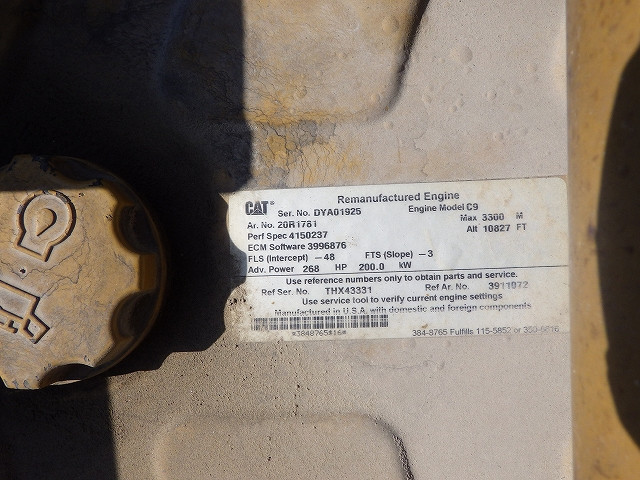 CAT® Remanufactured Engine
Ser. No. DYA01925 Engine Model C9
Ar. No. 20R1781 Max 3300 M
Perf Spec 4150237 Alt 10827 FT
ECM Software 3996876
FLS (Intercept) -48 FTS (Slope) -3
Adv. Power 268 HP 200.0 kW
Use reference numbers only to obtain parts and service.
Ref Ser. No. THX43331 Ref Ar. No. 3911072
Use service tool to verify current engine settings
Manufactured in U.S.A. with domestic and foreign components
*3848765#16*
384-8765 Fulfills 115-5852 or